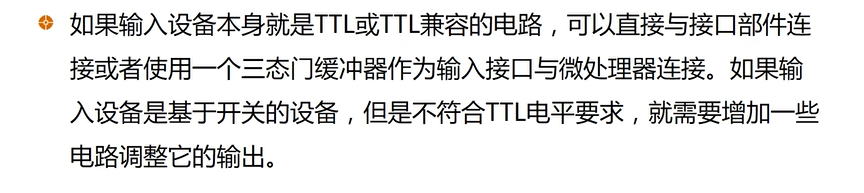 如果输入设备本身就是TTL或TTL兼容的电路，可以直接与接口部件连
接或者使用一个三态门缓冲器作为输入接口与微处理器连接。如果输
入设备是基于开关的设备，但是不符合TTL电平要求，就需要增加一些
电路调整它的输出。